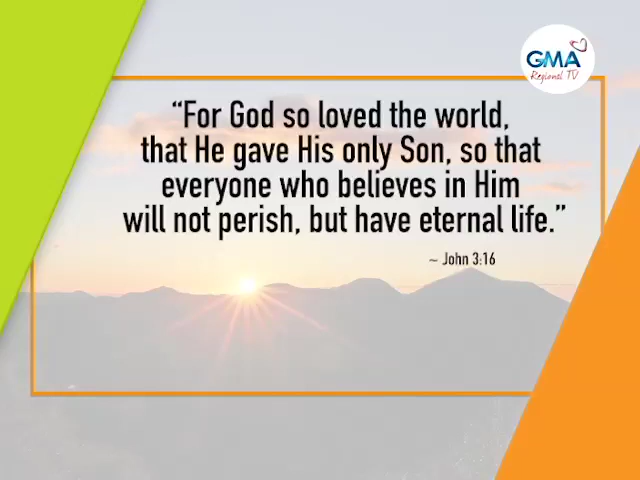 GMA
Regional TV
“For God so loved the world,
that He gave His only Son, so that
everyone who believes in Him
will not perish, but have eternal life.”
~ John 3:16